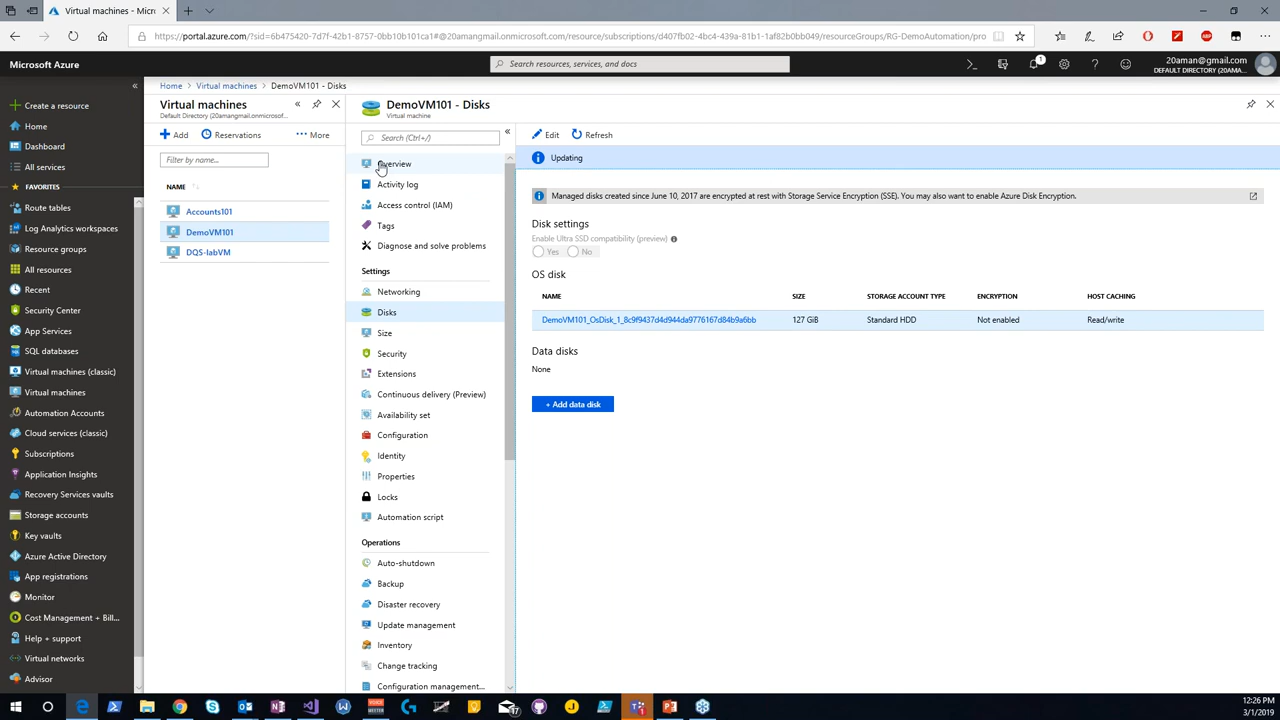 Virtual machines - Micros
https://portal.azure.com/?sid=6b475420-7d7f-42b1-8757-0bb10b101ca1#@20amangmail.onmicrosoft.com/resource/subscriptions/d407fb02-4bc4-439a-81b1-1af82b0bb049/resourceGroups/RG-DemoAutomation/pro
Microsoft Azure
Search resources, services, and docs
1
20aman@gmail.com
DEFAULT DIRECTORY (20AMANG...
Create a resource
Home
Dashboard
All services
FAVORITES
Route tables
Log Analytics workspaces
Resource groups
All resources
Recent
Security Center
App Services
SQL databases
Virtual machines (classic)
Virtual machines
Automation Accounts
Cloud services (classic)
Subscriptions
Application Insights
Recovery Services vaults
Storage accounts
Key vaults
Azure Active Directory
App registrations
Monitor
Cost Management + Bill...
Help + support
Virtual networks
Advisor
Home
Virtual machines
DemoVM101 - Disks
Virtual machines
Default Directory (20amangmail.onmicrosoft...
Add
Reservations
More
Filter by name...
NAME
Accounts101
DemoVM101
DQS-labVM
DemoVM101 - Disks
Virtual machine
Search (Ctrl+/)
Overview
Activity log
Access control (IAM)
Tags
Diagnose and solve problems
Settings
Networking
Disks
Size
Security
Extensions
Continuous delivery (Preview)
Availability set
Configuration
Identity
Properties
Locks
Automation script
Operations
Auto-shutdown
Backup
Disaster recovery
Update management
Inventory
Change tracking
Configuration management...
Edit
Refresh
Updating
Managed disks created since June 10, 2017 are encrypted at rest with Storage Service Encryption (SSE). You may also want to enable Azure Disk Encryption.
Disk settings
Enable Ultra SSD compatibility (preview)
Yes
No
OS disk
NAME SIZE STORAGE ACCOUNT TYPE ENCRYPTION HOST CACHING
DemoVM101_OsDisk_1_8c9f9437d4d944da9776167d84b9a6bb 127 GiB Standard HDD Not enabled Read/write
Data disks
None
+ Add data disk
17
12:26 PM
3/1/2019